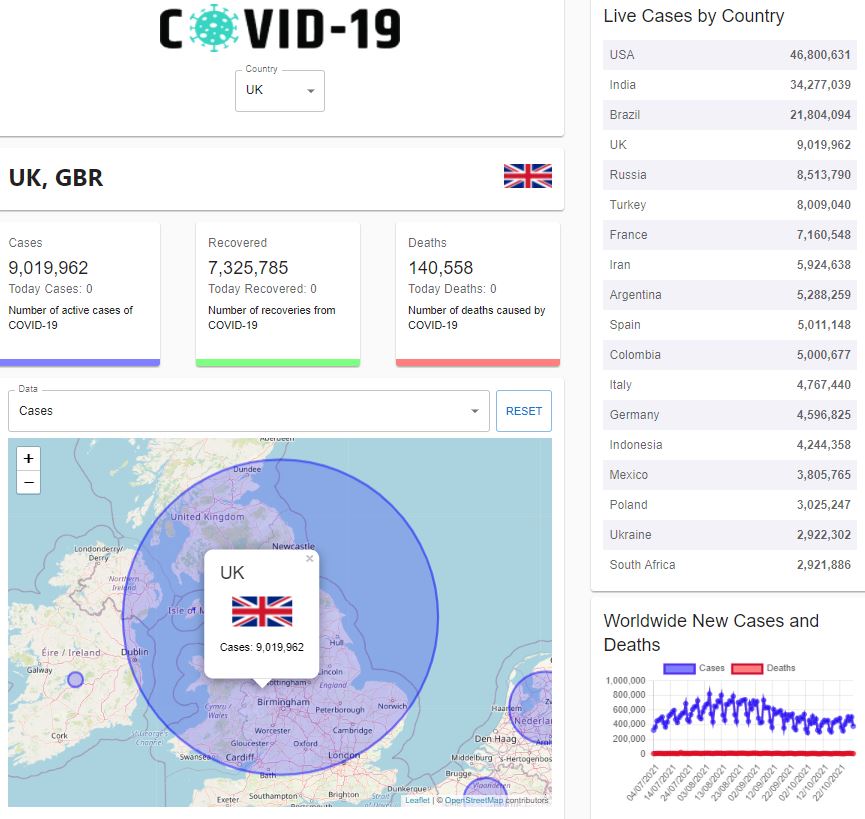 COVID-19
Country
UK
UK, GBR
Cases
9,019,962
Today Cases: 0
Number of active cases of
COVID-19
Recovered
7,325,785
Today Recovered: 0
Number of recoveries from
COVID-19
Deaths
140,558
Today Deaths: 0
Number of deaths caused by
COVID-19
Data
Cases
RESET
+
−
Aberdeen
Dundee
United Kingdom
Londonderry/
Derry
Newcastle
Northern
Ireland
×
UK
Cases: 9,019,962
Isle of M
Éire / Ireland
Dublin
Galway
Hull
Lincoln
England
ottingham
Birmingham
Cymru /
Wales
Peterborough
Norwich
Cork
St George's
Channel
Worcester
Cambridge
Gloucester
Oxford
Swansea
Cardiff
London
Bath
Exeter
Southampton
Brighton
Haarlem
Nederlan
Den Haag
Arnh
Middelburg
's-Hertogenbos
Brugge
Dunkerque
Vlaanderen
Leaflet | © OpenStreetMap contributors
Live Cases by Country
USA 46,800,631
India 34,277,039
Brazil 21,804,094
UK 9,019,962
Russia 8,513,790
Turkey 8,009,040
France 7,160,548
Iran 5,924,638
Argentina 5,288,259
Spain 5,011,148
Colombia 5,000,677
Italy 4,767,440
Germany 4,596,825
Indonesia 4,244,358
Mexico 3,805,765
Poland 3,025,247
Ukraine 2,922,302
South Africa 2,921,886
Worldwide New Cases and
Deaths
Cases Deaths
1,000,000
800,000
600,000
400,000
200,000
0
04/07/2021
14/07/2021
24/07/2021
03/08/2021
13/08/2021
23/08/2021
02/09/2021
12/09/2021
22/09/2021
02/10/2021
12/10/2021
22/10/2021